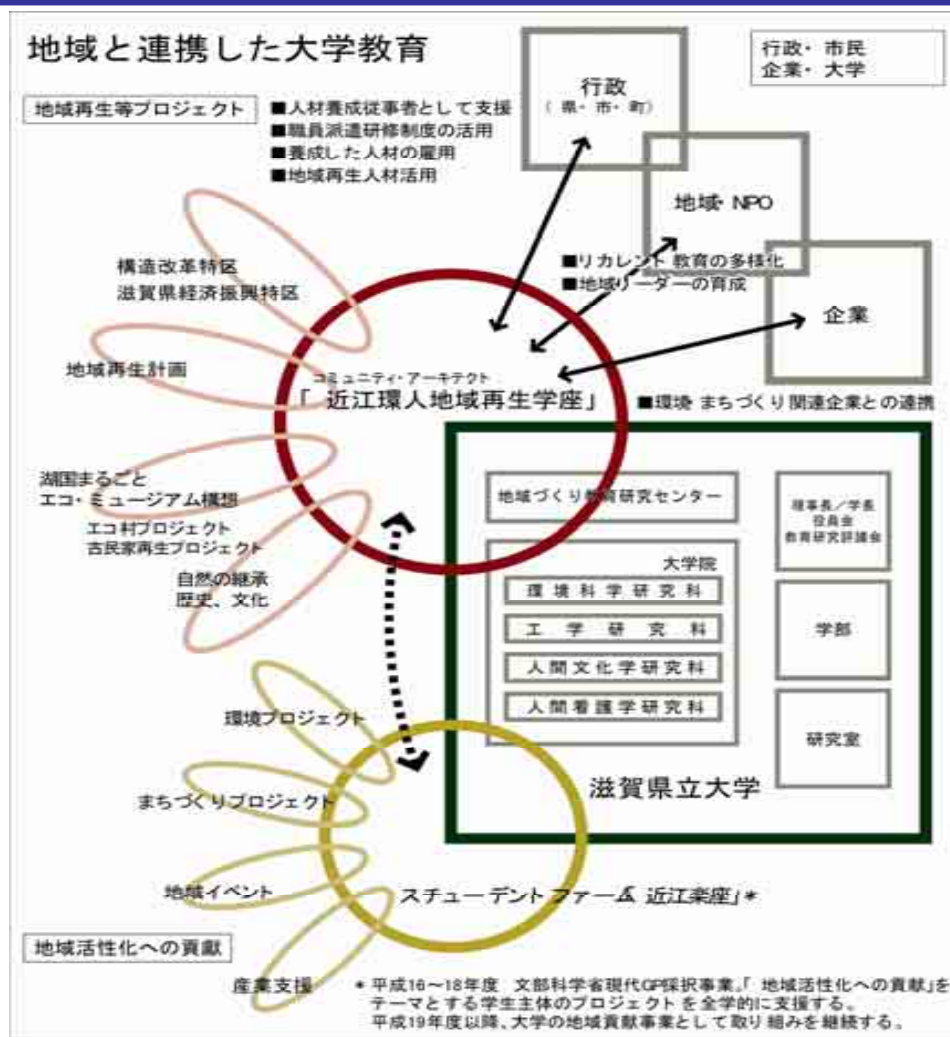 地域と連携した大学教育
行政・市民
企業・大学
地域再生等プロジェクト
■人材養成従事者として支援
■職員派遣研修制度の活用
■養成した人材の雇用
■地域再生人材活用
行政
(県・市・町)
地域・NPO
■リカレント教育の多様化
■地域リーダーの育成
企業
構造改革特区
滋賀県経済振興特区
地域再生計画
コミュニティ・アーキテクト
「近江環人地域再生学座」
■環境・まちづくり関連企業との連携
湖国まるごと
エコ・ミュージアム構想
エコ村プロジェクト
古民家再生プロジェクト
自然の継承
歴史、文化
地域づくり教育研究センター
理事長/学長
役員会
教育研究評議会
大学院
環境科学研究科
工学研究科
人間文化学研究科
人間看護学研究科
学部
研究室
滋賀県立大学
環境プロジェクト
まちづくりプロジェクト
地域イベント
産業支援
スチューデントファーム 近江楽座」*
地域活性化への貢献
* 平成16~18年度 文部科学省現代GP採択事業。「地域活性化への貢献」を
テーマとする学生主体のプロジェクトを全学的に支援する。
平成19年度以降、大学の地域貢献事業として取り組みを継続する。